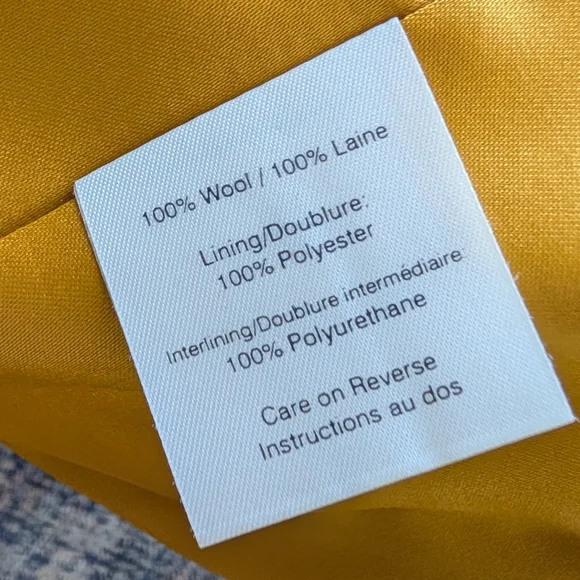 100% Wool / 100% Laine
Lining/Doublure:
100% Polyester
Interlining/Doublure intermédiaire:
100% Polyurethane
Care on Reverse
Instructions au dos